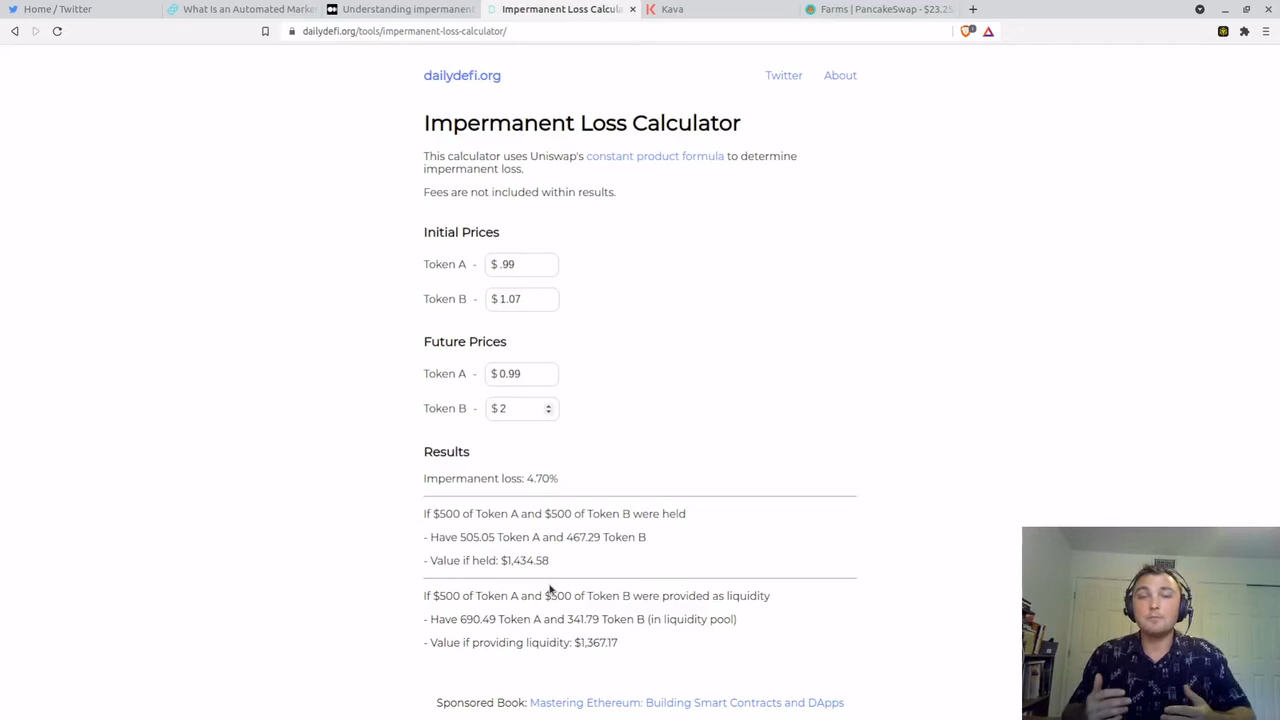 Home / Twitter
What Is an Automated Marke
Understanding impermanent
Impermanent Loss Calcula
Kava
Farms | PancakeSwap - $23.25
dailydefi.org/tools/impermanent-loss-calculator/
dailydefi.org
Twitter
About
Impermanent Loss Calculator
This calculator uses Uniswap's constant product formula to determine
impermanent loss.
Fees are not included within results.
Initial Prices
Token A - $ .99
Token B - $ 1.07
Future Prices
Token A - $ 0.99
Token B - $ 2
Results
Impermanent loss: 4.70%
If $500 of Token A and $500 of Token B were held
- Have 505.05 Token A and 467.29 Token B
- Value if held: $1,434.58
If $500 of Token A and $500 of Token B were provided as liquidity
- Have 690.49 Token A and 341.79 Token B (in liquidity pool)
- Value if providing liquidity: $1,367.17
Sponsored Book: Mastering Ethereum: Building Smart Contracts and DApps